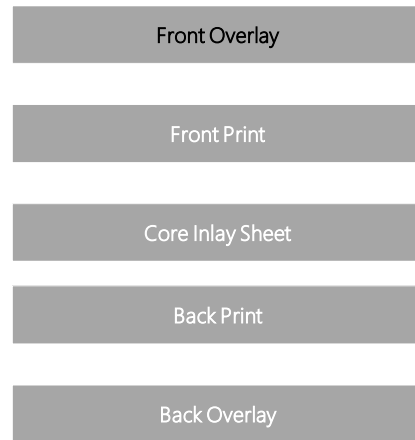 Front Overlay
Front Print
Core Inlay Sheet
Back Print
Back Overlay